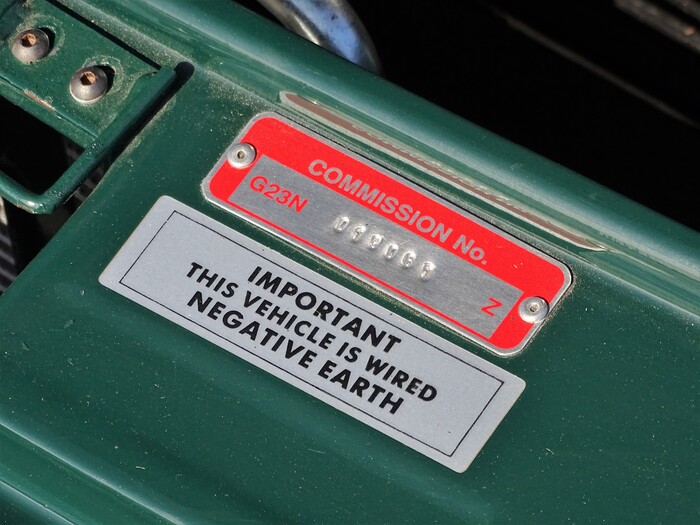 COMMISSION No.
G23N
Z
IMPORTANT
THIS VEHICLE IS WIRED
NEGATIVE EARTH